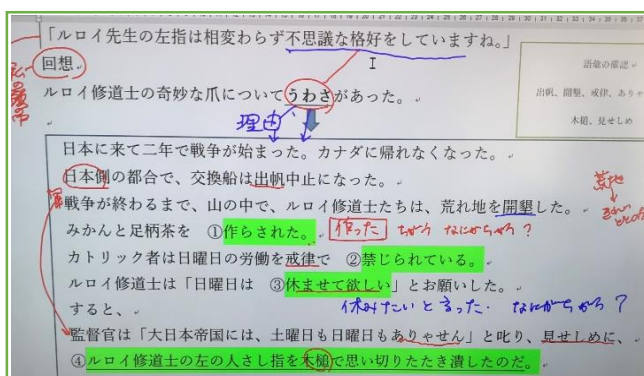 「ルロイ先生の左指は相変わらず不思議な格好をしていますね。」
回想
ルロイ修道士の奇妙な爪についてうわさがあった。
理由
語彙の確認
出帆、開墾、戒律、ありゃ
木槌、見せしめ
日本に来て二年で戦争が始まった。カナダに帰れなくなった。
日本側の都合で、交換船は出帆中止になった。
戦争が終わるまで、山の中で、ルロイ修道士たちは、荒れ地を開墾した。
荒地
みかんと足柄茶を ①作らされた。 作った ちがう なにがちがう?
カトリック者は日曜日の労働を戒律で ②禁じられている。
ルロイ修道士は「日曜日は ③休ませて欲しい」とお願いした。
すると、 休みたいと言った. なにがちがう?
監督官は「大日本帝国には、土曜日も日曜日もありゃせん」と叱り、見せしめに、
④ルロイ修道士の左の人さし指を木槌で思い切りたたき潰したのだ。